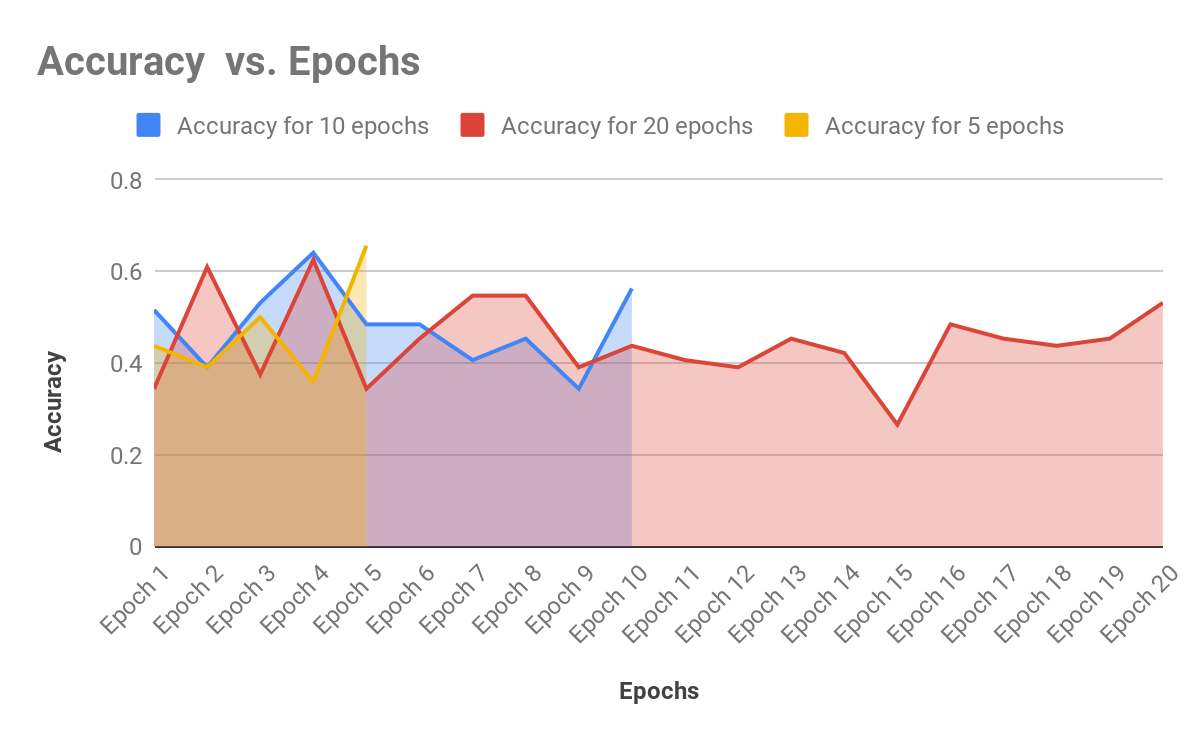 Accuracy  vs. Epochs
Accuracy for 10 epochs
Accuracy for 20 epochs
Accuracy for 5 epochs
0.8
0.6
0.4
0.2
0
Accuracy
Epoch 1
Epoch 2
Epoch 3
Epoch 4
Epoch 5
Epoch 6
Epoch 7
Epoch 8
Epoch 9
Epoch 10
Epoch 11
Epoch 12
Epoch 13
Epoch 14
Epoch 15
Epoch 16
Epoch 17
Epoch 18
Epoch 19
Epoch 20
Epochs